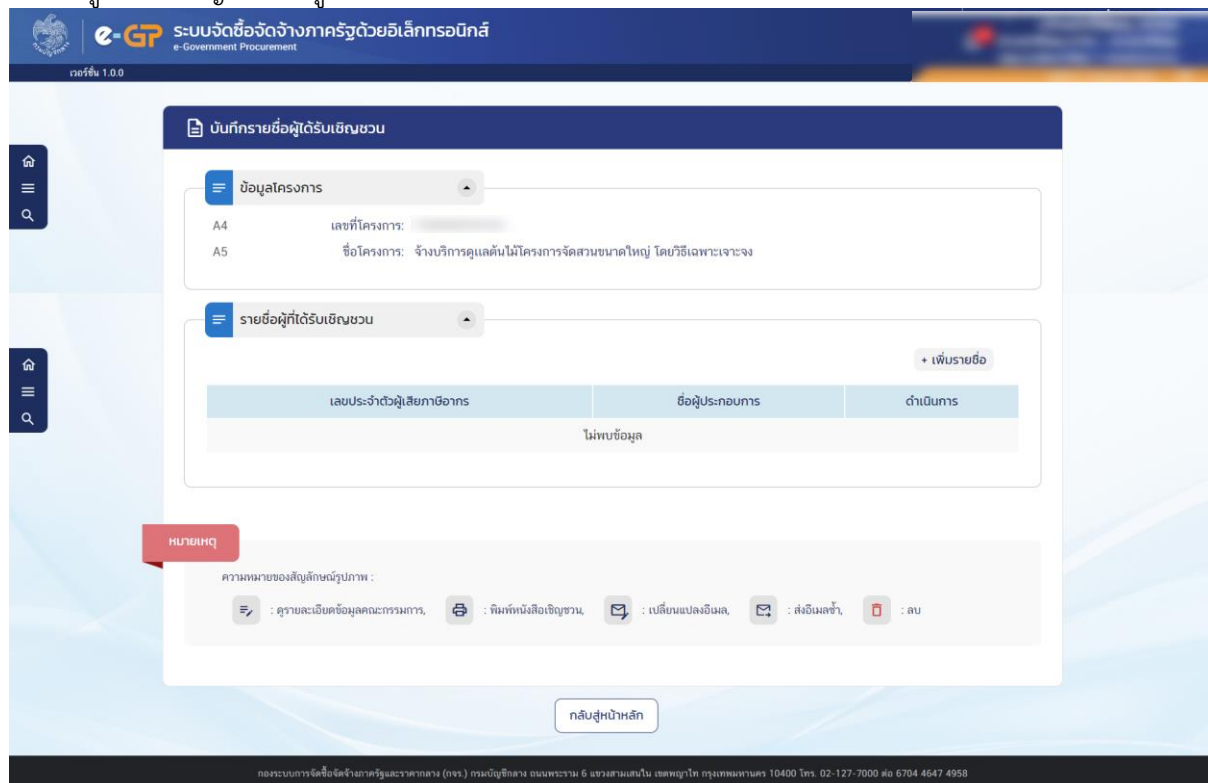 e-GP ระบบจัดซื้อจัดจ้างภาครัฐด้วยอิเล็กทรอนิกส์
e-Government Procurement
เวอร์ชั่น 1.0.0
บันทึกรายชื่อผู้ได้รับเชิญชวน
ข้อมูลโครงการ
A4 เลขที่โครงการ:
A5 ชื่อโครงการ: จ้างบริการดูแลต้นไม้โครงการจัดสวนขนาดใหญ่ โดยวิธีเฉพาะเจาะจง
รายชื่อผู้ที่ได้รับเชิญชวน
+ เพิ่มรายชื่อ
เลขประจำตัวผู้เสียภาษีอากร ชื่อผู้ประกอบการ ดำเนินการ
ไม่พบข้อมูล
หมายเหตุ
ความหมายของสัญลักษณ์รูปภาพ :
: ดูรายละเอียดข้อมูลคณะกรรมการ, : พิมพ์หนังสือเชิญชวน, : เปลี่ยนแปลงอีเมล, : ส่งอีเมลซ้ำ, : ลบ
กลับสู่หน้าหลัก
กองระบบการจัดซื้อจัดจ้างภาครัฐและราคากลาง (กจร.) กรมบัญชีกลาง ถนนพระราม 6 แขวงสามเสนใน เขตพญาไท กรุงเทพมหานคร 10400 โทร. 02-127-7000 ต่อ 6704 4647 4958